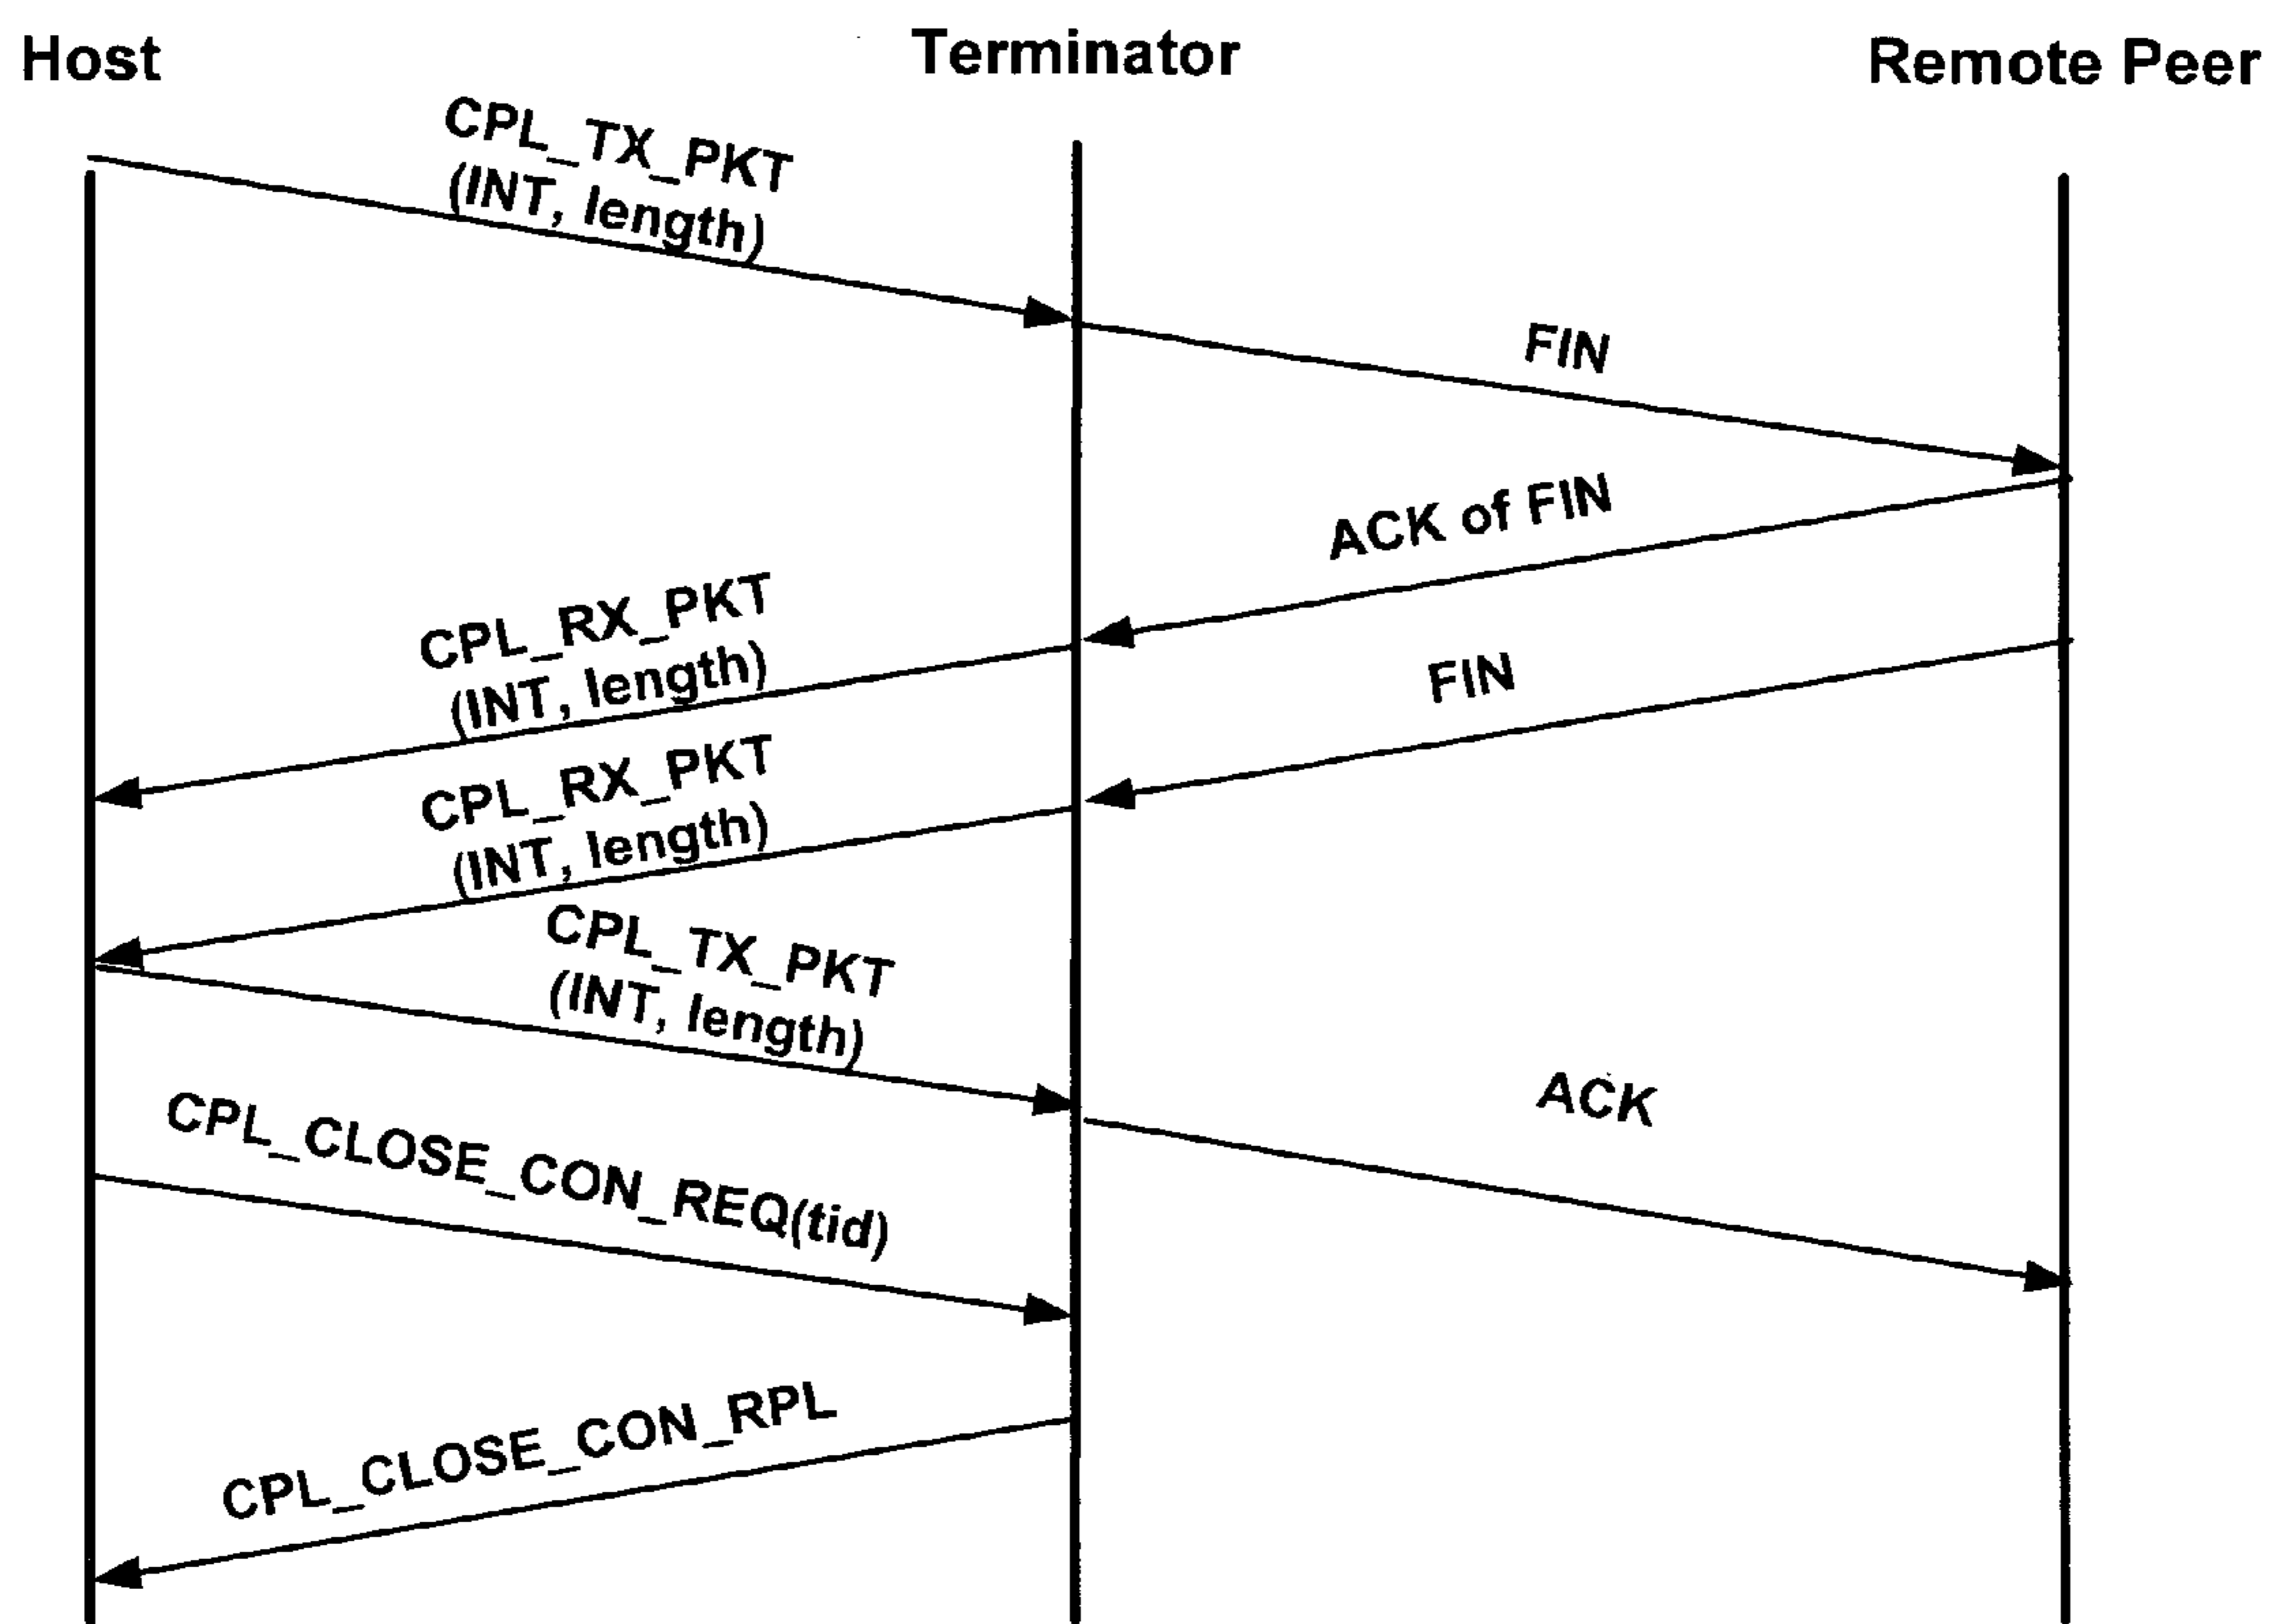 Host
Terminator
Remote Peer
CPL_TX_PKT
(INT, length)
FIN
ACK of FIN
CPL_RX_PKT
(INT, length)
FIN
CPL_RX_PKT
(INT, length)
CPL_TX_PKT
(INT, length)
ACK
CPL_CLOSE_CON_REQ(tid)
CPL_CLOSE_CON_RPL